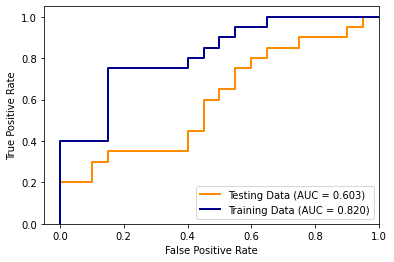 1.0
0.8
0.6
0.4
0.2
0.0
True Positive Rate
Testing Data (AUC = 0.603)
Training Data (AUC = 0.820)
0.0 0.2 0.4 0.6 0.8 1.0
False Positive Rate